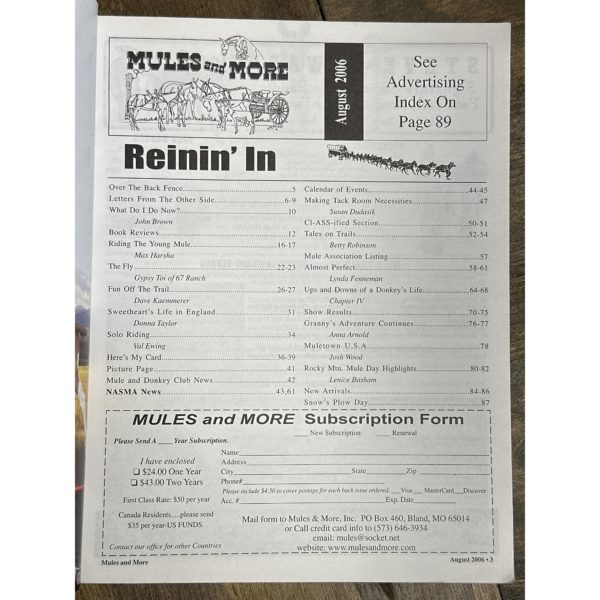 MULES and MORE
August 2006
See
Advertising
Index On
Page 89
Reinin' In
Over The Back Fence 5
Letters From The Other Side 6-9
What Do I Do Now? 10
John Brown
Book Reviews 12
Riding The Young Mule 16-17
Max Harsha
The Fly 22-23
Gypsy Toi of 67 Ranch
Fun Off The Trail 26-27
Dave Kaemmerer
Sweetheart's Life in England 31
Donna Taylor
Solo Riding 34
Val Ewing
Here's My Card 36-39
Picture Page 41
Mule and Donkey Club News 42
NASMA News 43,61
Calendar of Events 44-45
Making Tack Room Necessities 47
Susan Dudasik
Cl-ASS-ified Section 50-51
Tales on Trails 52-54
Betty Robinson
Mule Association Listing 57
Almost Perfect 58-61
Lynda Fenneman
Ups and Downs of a Donkey's Life 64-68
Chapter IV
Show Results 70-75
Granny's Adventure Continues 76-77
Anna Arnold
Muletown U.S.A. 78
Josh Wood
Rocky Mtn. Mule Day Highlights 80-82
Lenice Basham
New Arrivals 84-86
Snow's Plow Day 87
MULES and MORE Subscription Form
Please Send A ____ Year Subscription.
____ New Subscription ____ Renewal
I have enclosed
❏ $24.00 One Year
❏ $43.00 Two Years
First Class Rate: $50 per year
Canada Residents.....please send
$35 per year-US FUNDS.
Contact our office for other Countries
Name
Address
City State Zip
Phone#
Please include $4.50 to cover postage for each back issue ordered. __Visa __ MasterCard__Discover
Acc. # Exp. Date
Mail form to Mules & More, Inc. PO Box 460, Bland, MO 65014
or Call credit card info to (573) 646-3934
email: mules@socket.net
website: www.mulesandmore.com
Mules and More
August 2006 • 3